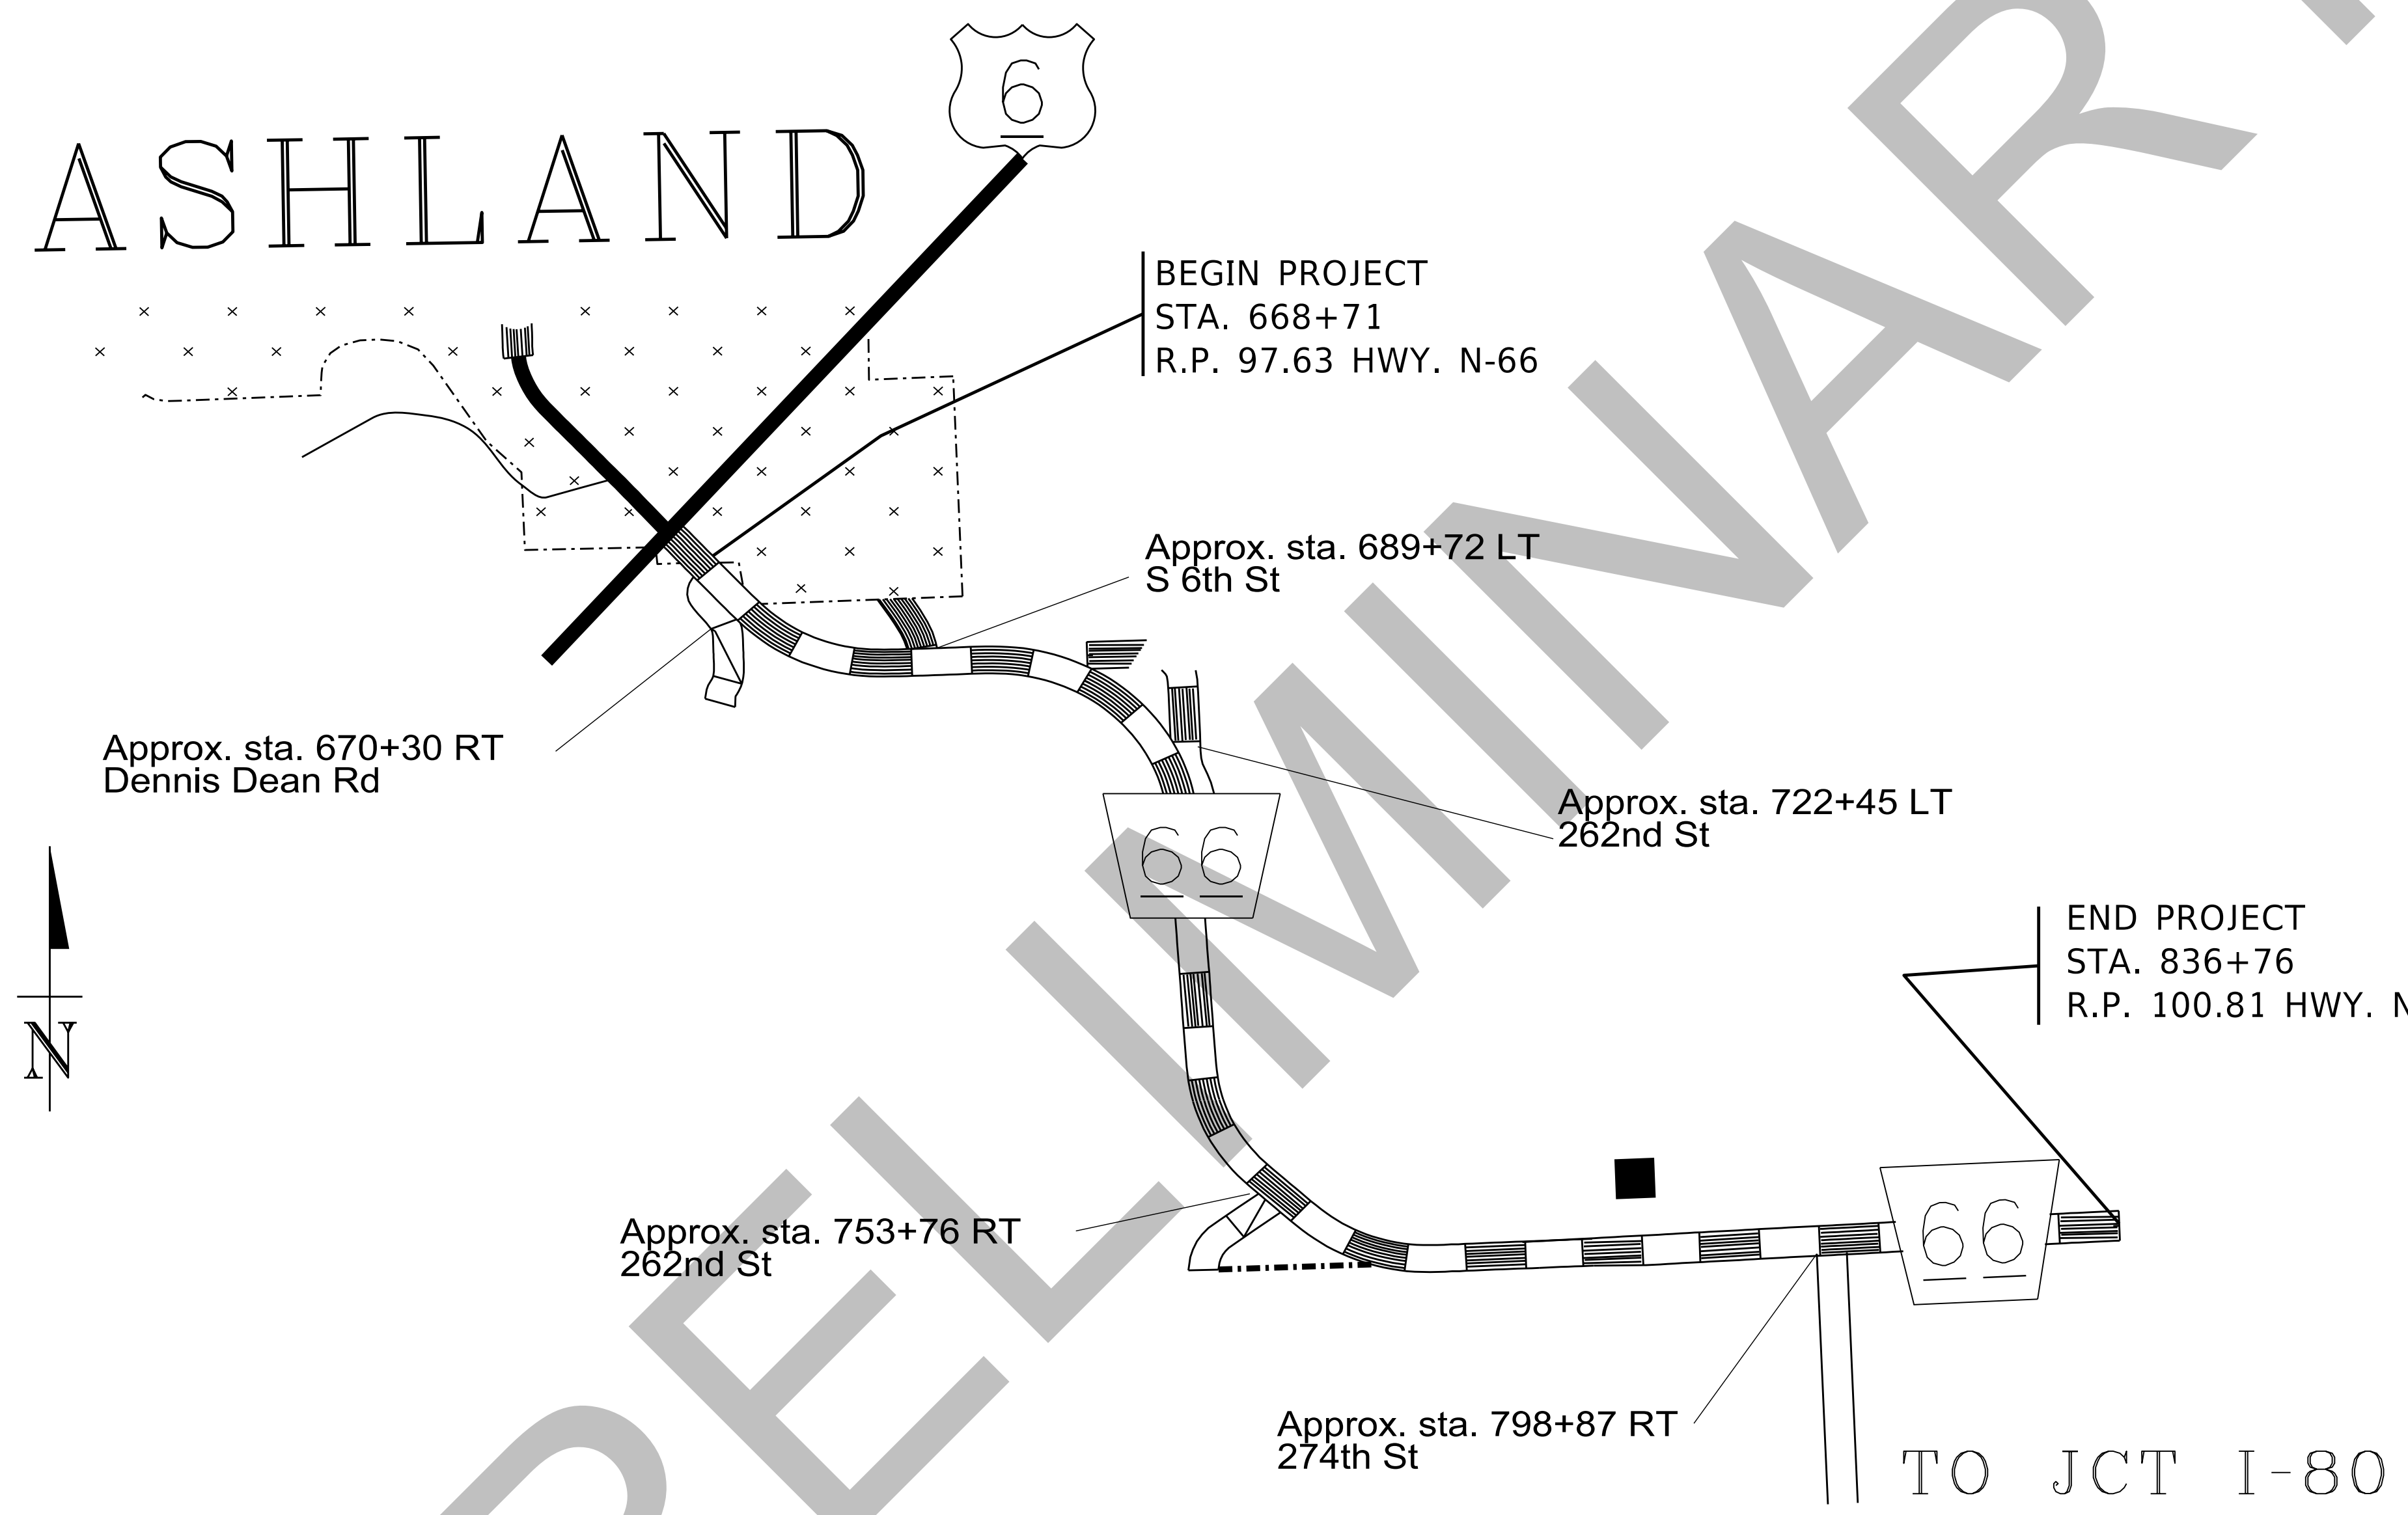 6
ASHLAND
BEGIN PROJECT
STA. 668+71
R.P. 97.63 HWY. N-66
Approx. sta. 689+72 LT
S 6th St
Approx. sta. 670+30 RT
Dennis Dean Rd
Approx. sta. 722+45 LT
262nd St
66
END PROJECT
STA. 836+76
R.P. 100.81 HWY. N
N
Approx. sta. 753+76 RT
262nd St
66
Approx. sta. 798+87 RT
274th St
TO JCT I-80
PRELIMINARY